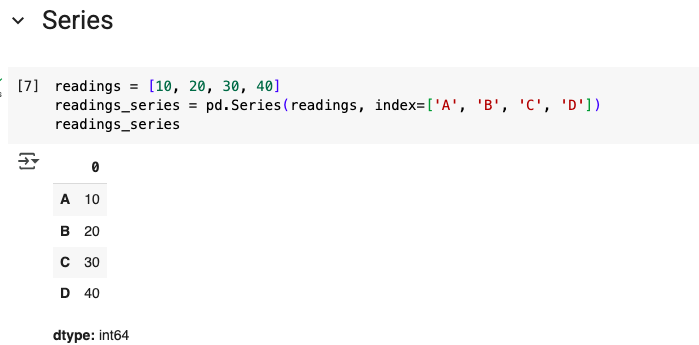 Series
[7] readings = [10, 20, 30, 40]
readings_series = pd.Series(readings, index=['A', 'B', 'C', 'D'])
readings_series
0
A 10
B 20
C 30
D 40
dtype: int64